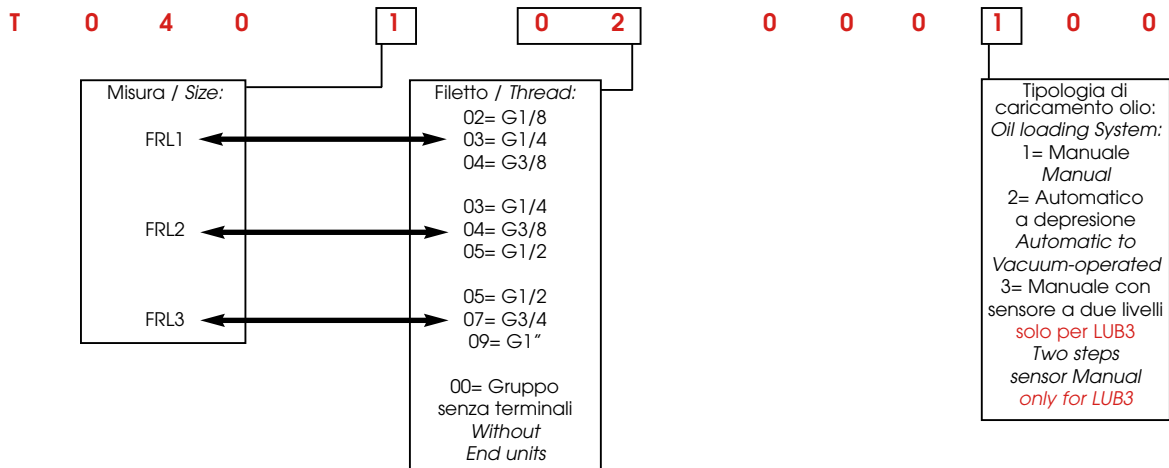 T 0 4 0 1 0 2 0 0 0 1 0 0
Misura / Size:
FRL1
FRL2
FRL3
Filetto / Thread:
02= G1/8
03= G1/4
04= G3/8
03= G1/4
04= G3/8
05= G1/2
05= G1/2
07= G3/4
09= G1”
00= Gruppo
senza terminali
Without
End units
Tipologia di
caricamento olio:
Oil loading System:
1= Manuale
Manual
2= Automatico
a depresione
Automatic to
Vacuum-operated
3= Manuale con
sensore a due livelli
solo per LUB3
Two steps
sensor Manual
only for LUB3